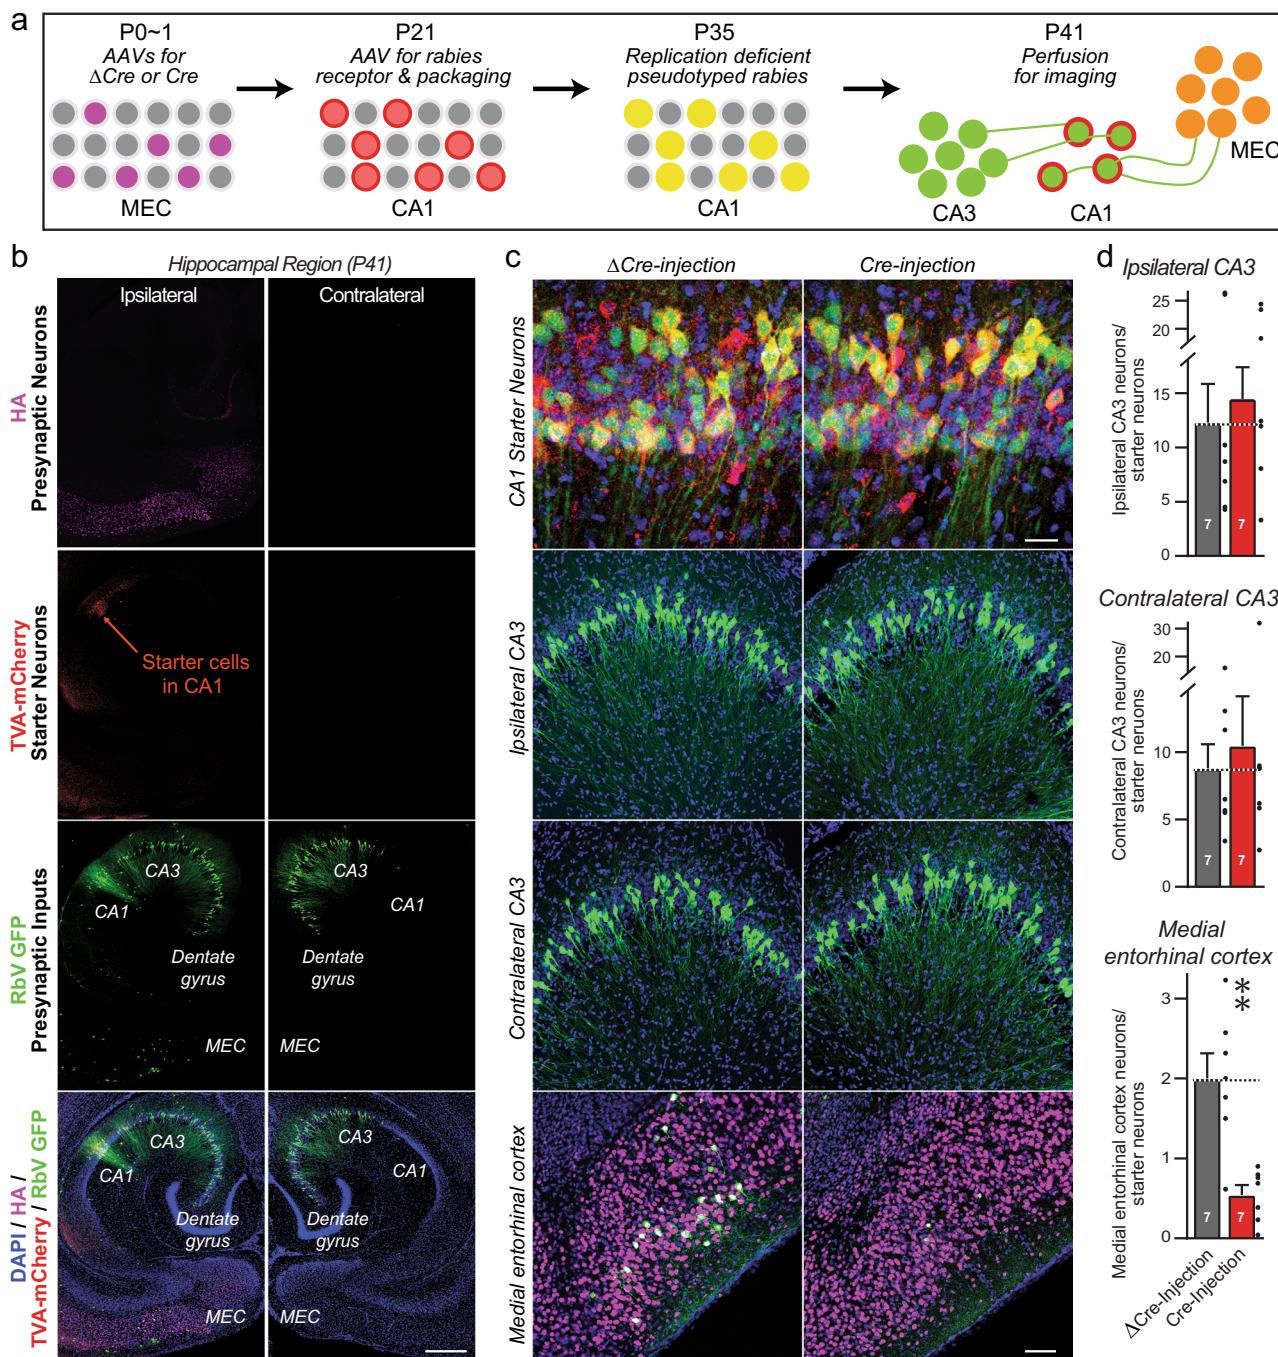 a
P0~1
AAVs for
ΔCre or Cre
MEC
P21
AAV for rabies
receptor & packaging
CA1
P35
Replication deficient
pseudotyped rabies
CA1
P41
Perfusion
for imaging
CA3
CA1
MEC
b
Hippocampal Region (P41)
Ipsilateral
Contralateral
HA
Presynaptic Neurons
TVA-mCherry
Starter Neurons
Starter cells
in CA1
RbV GFP
Presynaptic Inputs
CA3
CA1
Dentate
gyrus
MEC
CA3
CA1
Dentate
gyrus
MEC
DAPI / HA /
TVA-mCherry / RbV GFP
CA3
CA1
Dentate
gyrus
MEC
CA3
CA1
Dentate
gyrus
MEC
c
ΔCre-injection
Cre-injection
CA1 Starter Neurons
Ipsilateral CA3
Contralateral CA3
Medial entorhinal cortex
d
Ipsilateral CA3
Ipsilateral CA3 neurons/
starter neurons
25
20
15
10
5
0
7
7
Contralateral CA3
Contralateral CA3 neurons/
starter neruons
30
20
10
5
0
7
7
Medial
entorhinal cortex
Medial entorhinal cortex neurons/
starter neurons
3
2
1
0
**
7
7
ΔCre-Injection
Cre-Injection